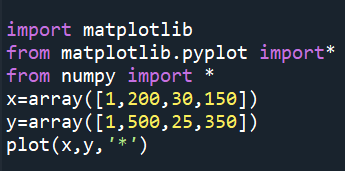 import matplotlib
from matplotlib.pyplot import*
from numpy import *
x=array([1,200,30,150])
y=array([1,500,25,350])
plot(x,y,'*')